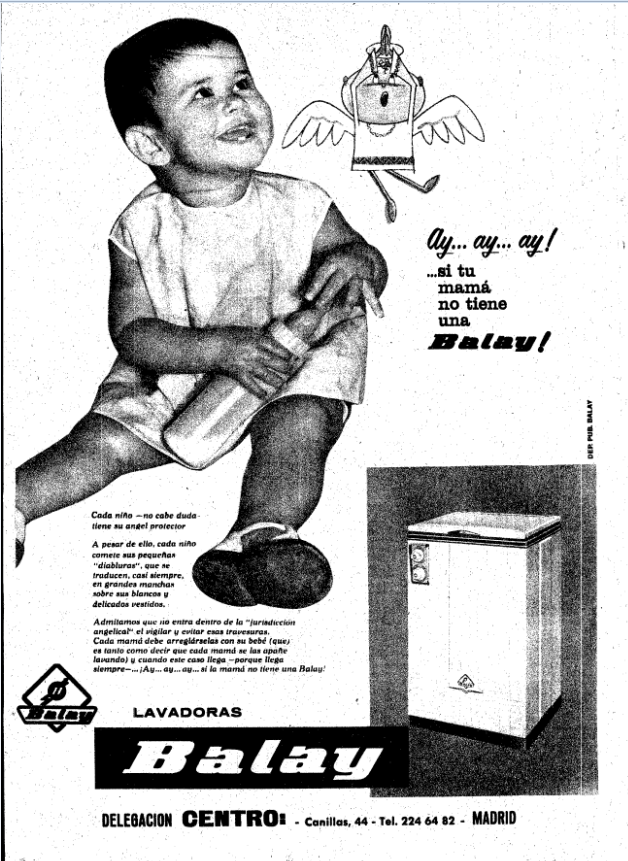 Ay... ay... ay!
...si tu
mamá
no tiene
una
Balay!
DEP. PUB. BALAY
Cada niño —no cabe duda—
tiene su angel protector
A pesar de ello, cada niño
comete sus pequeñas
"diabluras", que se
traducen, casi siempre,
en grandes manchas
sobre sus blancos y
delicados vestidos.
Admitamos que no entra dentro de la "jurisdicción
angelical" el vigilar y evitar esas travesuras.
Cada mamá debe arreglárselas con su bebé (que
es tanto como decir que cada mamá se las apañe
lavando) y cuando este caso llega —porque llega
siempre—... ¡Ay... ay... ay... si la mamá no tiene una Balay!
Balay
LAVADORAS
Balay
DELEGACION CENTRO: - Canillas, 44 - Tel. 224 64 82 - MADRID